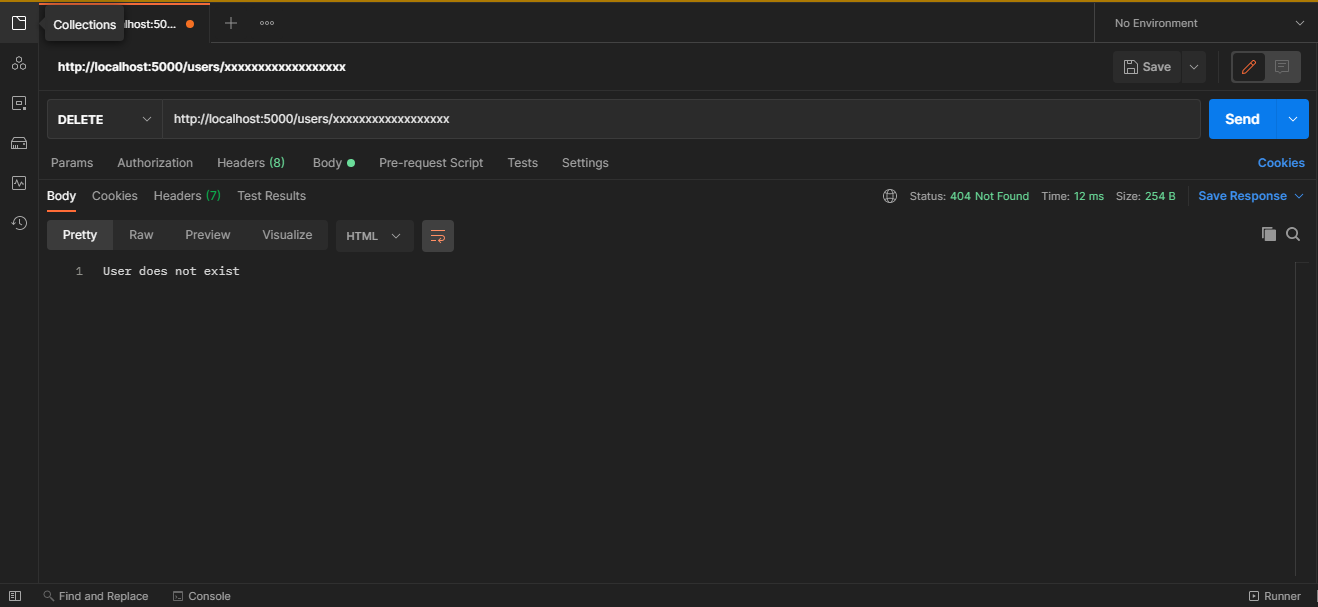 Collections lhost:50...
No Environment
http://localhost:5000/users/xxxxxxxxxxxxxxxxxx
Save
DELETE http://localhost:5000/users/xxxxxxxxxxxxxxxxxx Send
Params Authorization Headers (8) Body Pre-request Script Tests Settings Cookies
Body Cookies Headers (7) Test Results Status: 404 Not Found Time: 12 ms Size: 254 B Save Response
Pretty Raw Preview Visualize HTML
1 User does not exist
Find and Replace Console Runner